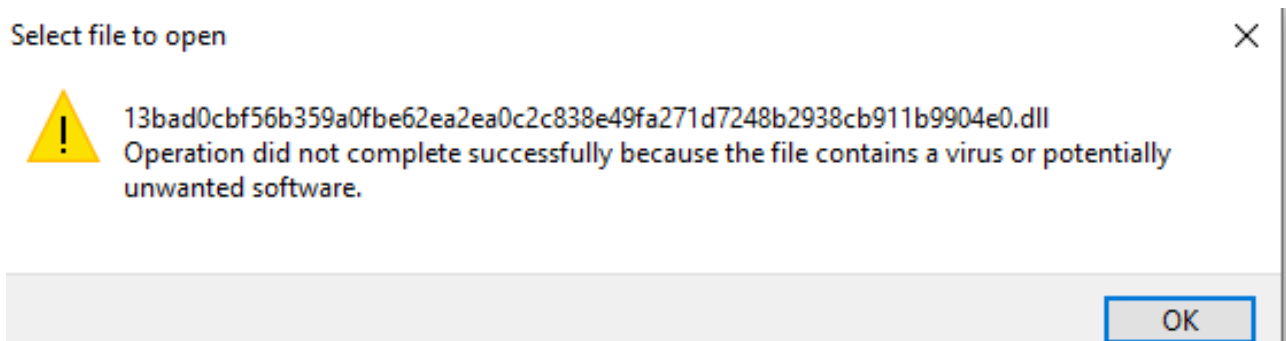 Select file to open
13bad0cbf56b359a0fbe62ea2ea0c2c838e49fa271d7248b2938cb911b9904e0.dll
Operation did not complete successfully because the file contains a virus or potentially
unwanted software.
OK